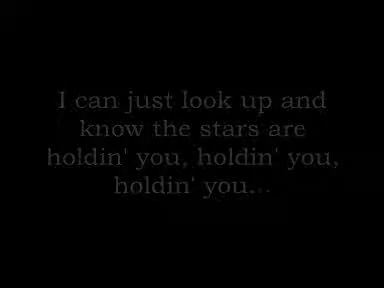 I can just look up and
know the stars are
holdin' you, holdin' you,
holdin' you...